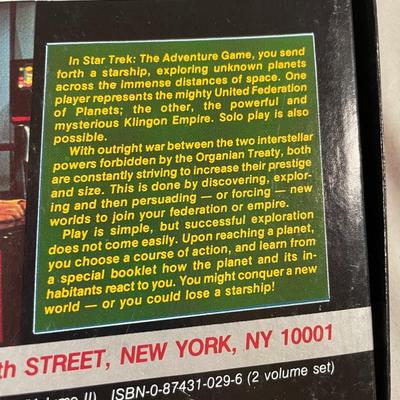 In Star Trek: The Adventure Game, you send
forth a starship, exploring unknown planets
across the immense distances of space. One
player represents the mighty United Federation
of Planets; the other, the powerful and
mysterious Klingon Empire. Solo play is also
possible.
With outright war between the two interstellar
powers forbidden by the Organian Treaty, both
are constantly striving to increase their prestige
and size. This is done by discovering, explor-
ing and then persuading — or forcing — new
worlds to join your federation or empire.
Play is simple, but successful exploration
does not come easily. Upon reaching a planet,
you choose a course of action, and learn from
a special booklet how the planet and its in-
habitants react to you. You might conquer a new
world — or you could lose a starship!
th STREET, NEW YORK, NY 10001
II) ISBN-0-87431-029-6 (2 volume set)